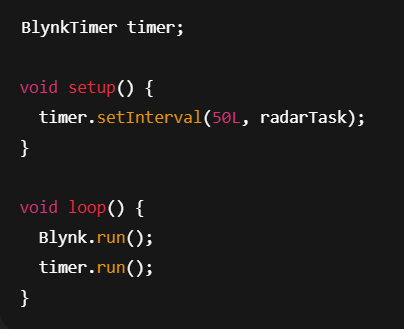 BlynkTimer timer;
void setup() {
  timer.setInterval(50L, radarTask);
}
void loop() {
  Blynk.run();
  timer.run();
}